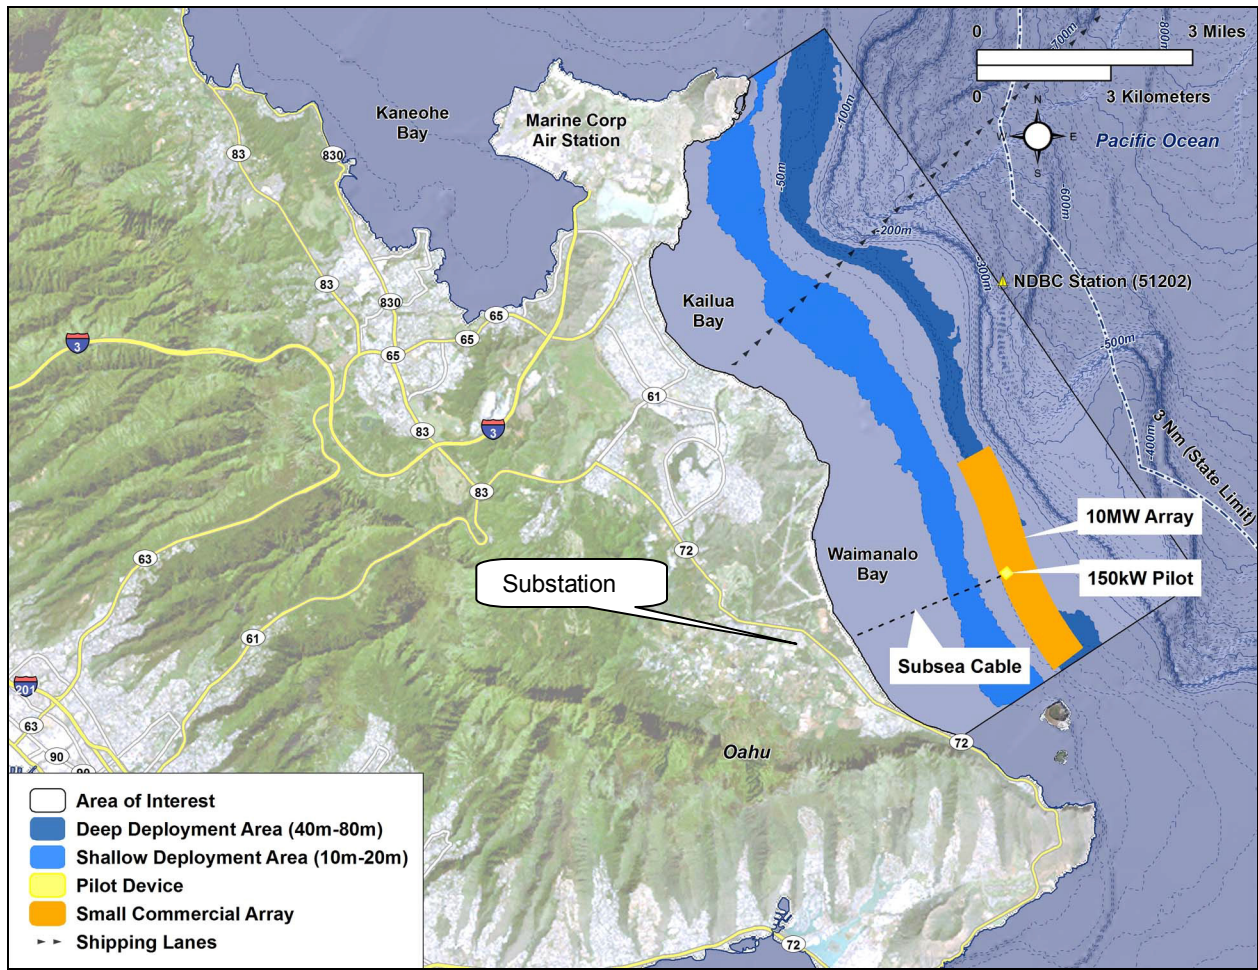 0
3 Miles
0
3 Kilometers
N
W
E
S
Pacific Ocean
Kaneohe
Bay
Marine Corp
Air Station
83
830
-700m
-800m
-100m
-50m
600m
-200m
-300m
NDBC Station (51202)
83
830
65
65
65
Kailua
Bay
3
-500m
61
83
3
-400m
3 Nm (State Limit)
83
72
63
10MW Array
Waimanalo
Bay
150kW Pilot
Substation
61
Subsea Cable
201
63
72
Oahu
90
90
72
Area of Interest
Deep Deployment Area (40m-80m)
Shallow Deployment Area (10m-20m)
Pilot Device
Small Commercial Array
Shipping Lanes